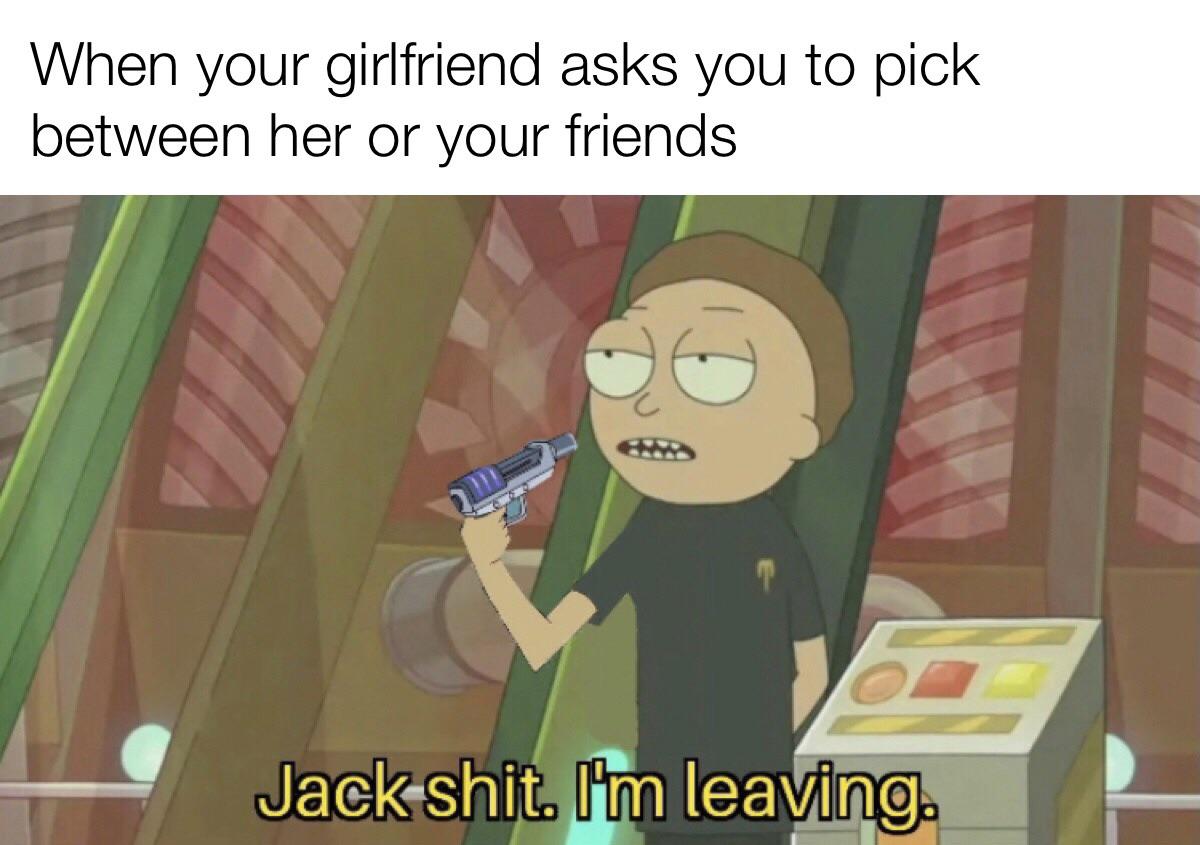 When your girlfriend asks you to pick
between her or your friends
Jack shit. I'm leaving.